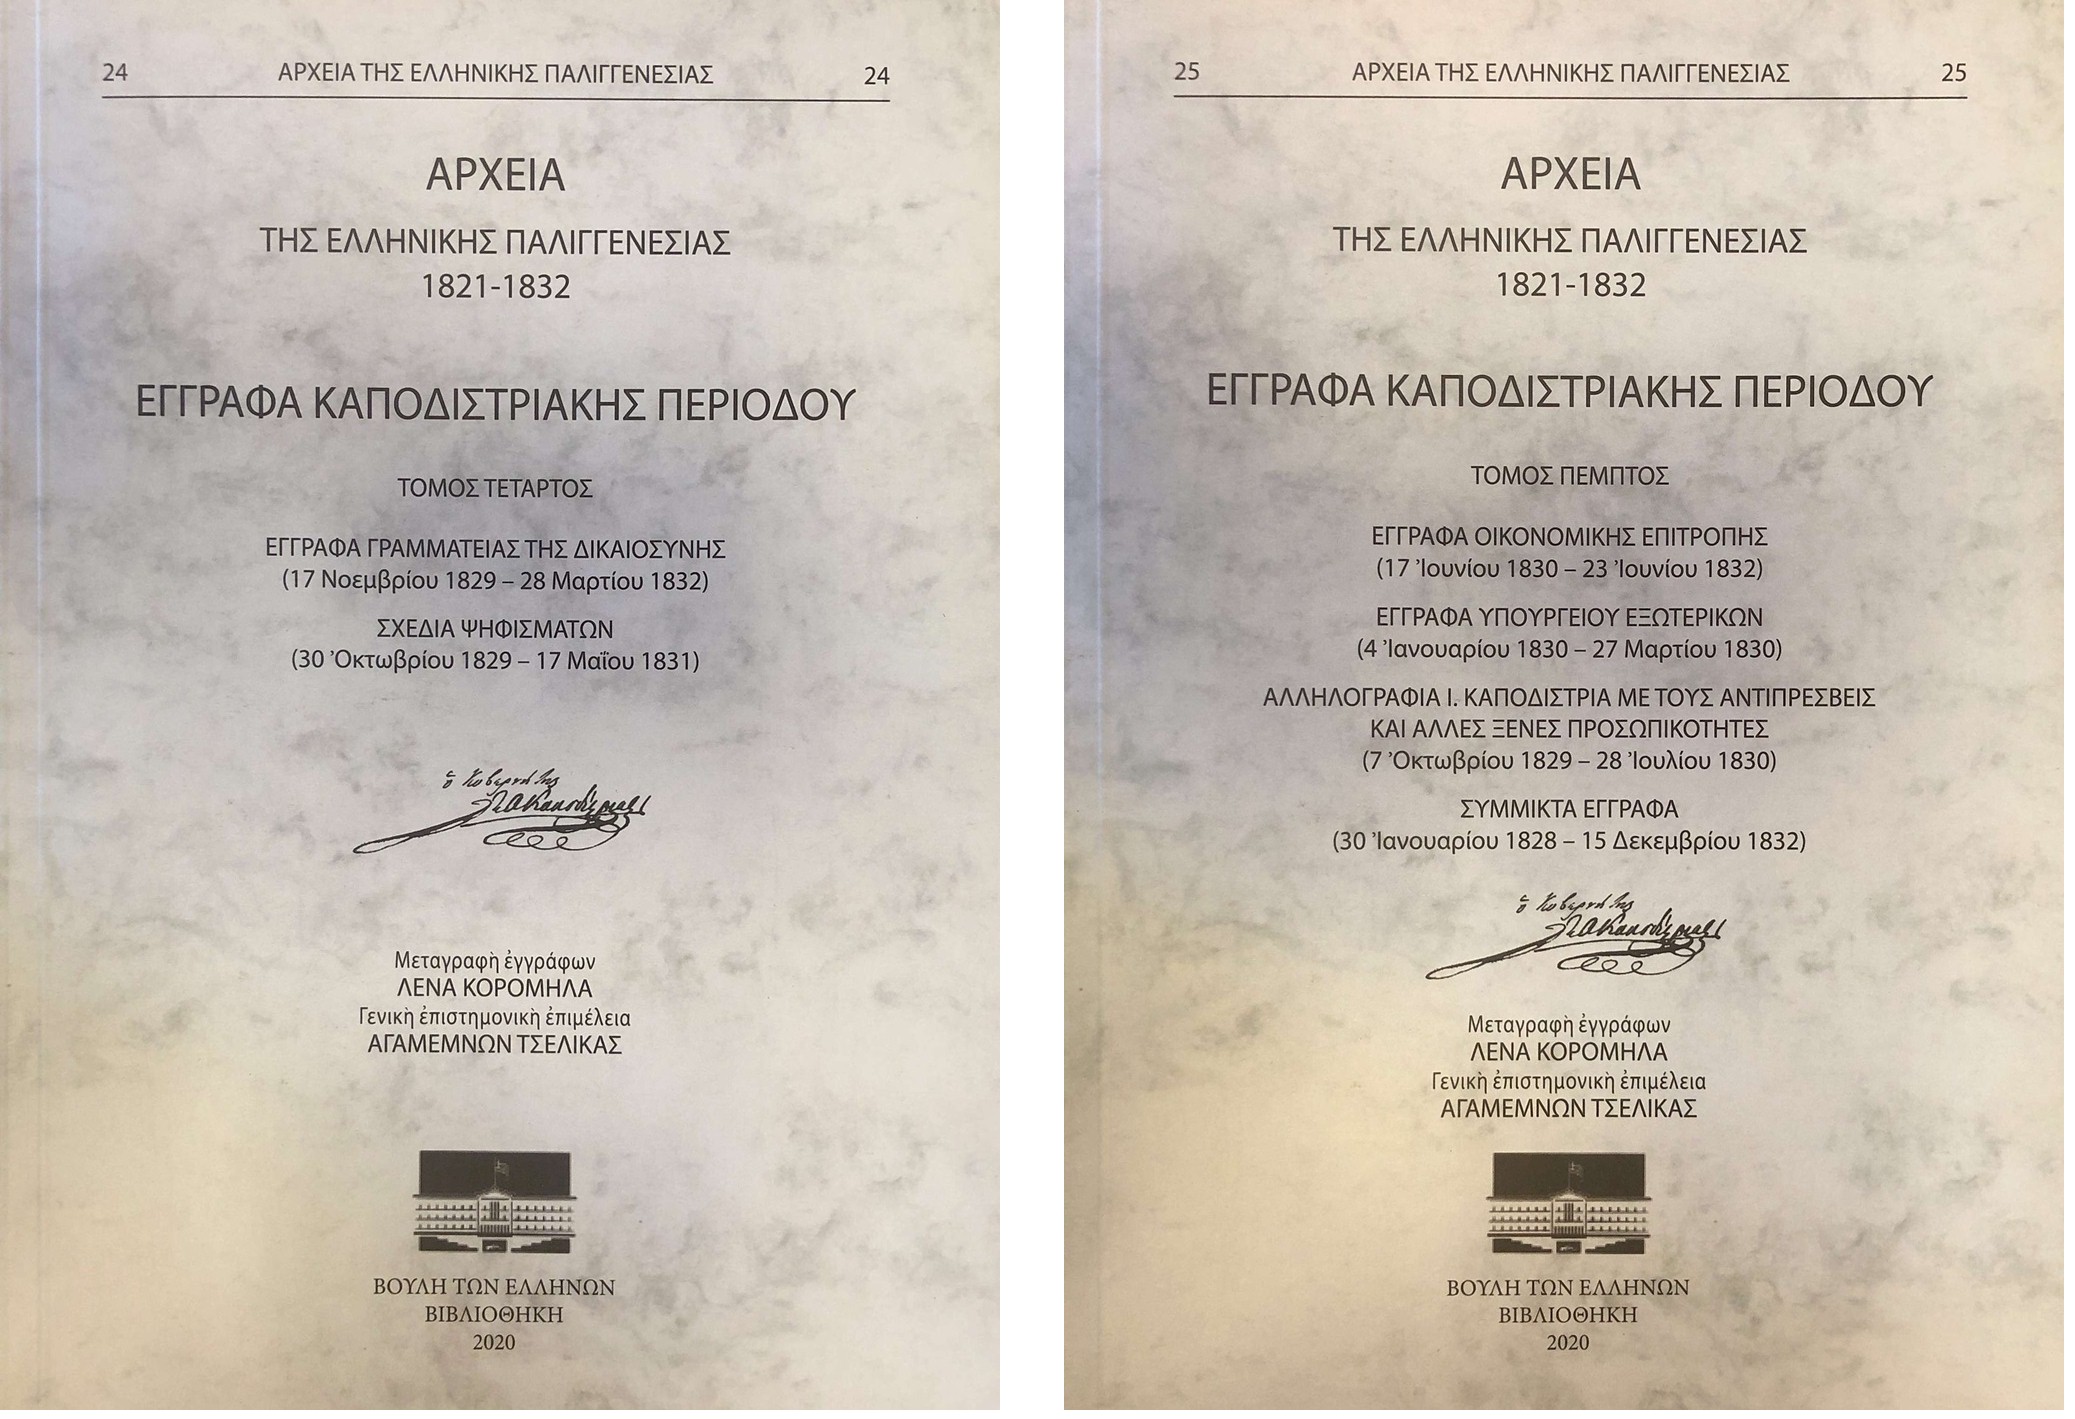 24 ΑΡΧΕΙΑ ΤΗΣ ΕΛΛΗΝΙΚΗΣ ΠΑΛΙΓΓΕΝΕΣΙΑΣ 24
ΑΡΧΕΙΑ
ΤΗΣ ΕΛΛΗΝΙΚΗΣ ΠΑΛΙΓΓΕΝΕΣΙΑΣ
1821-1832
ΕΓΓΡΑΦΑ ΚΑΠΟΔΙΣΤΡΙΑΚΗΣ ΠΕΡΙΟΔΟΥ
ΤΟΜΟΣ ΤΕΤΑΡΤΟΣ
ΕΓΓΡΑΦΑ ΓΡΑΜΜΑΤΕΙΑΣ ΤΗΣ ΔΙΚΑΙΟΣΥΝΗΣ
(17 Νοεμβρίου 1829 – 28 Μαρτίου 1832)
ΣΧΕΔΙΑ ΨΗΦΙΣΜΑΤΩΝ
(30 Ὀκτωβρίου 1829 – 17 Μαΐου 1831)
ὁ Κυβερνήτης
Μεταγραφὴ ἐγγράφων
ΛΕΝΑ ΚΟΡΟΜΗΛΑ
Γενικὴ ἐπιστημονικὴ ἐπιμέλεια
ΑΓΑΜΕΜΝΩΝ ΤΣΕΛΙΚΑΣ
ΒΟΥΛΗ ΤΩΝ ΕΛΛΗΝΩΝ
ΒΙΒΛΙΟΘΗΚΗ
2020
25 ΑΡΧΕΙΑ ΤΗΣ ΕΛΛΗΝΙΚΗΣ ΠΑΛΙΓΓΕΝΕΣΙΑΣ 25
ΑΡΧΕΙΑ
ΤΗΣ ΕΛΛΗΝΙΚΗΣ ΠΑΛΙΓΓΕΝΕΣΙΑΣ
1821-1832
ΕΓΓΡΑΦΑ ΚΑΠΟΔΙΣΤΡΙΑΚΗΣ ΠΕΡΙΟΔΟΥ
ΤΟΜΟΣ ΠΕΜΠΤΟΣ
ΕΓΓΡΑΦΑ ΟΙΚΟΝΟΜΙΚΗΣ ΕΠΙΤΡΟΠΗΣ
(17 Ἰουνίου 1830 – 23 Ἰουνίου 1832)
ΕΓΓΡΑΦΑ ΥΠΟΥΡΓΕΙΟΥ ΕΞΩΤΕΡΙΚΩΝ
(4 Ἰανουαρίου 1830 – 27 Μαρτίου 1830)
ΑΛΛΗΛΟΓΡΑΦΙΑ Ι. ΚΑΠΟΔΙΣΤΡΙΑ ΜΕ ΤΟΥΣ ΑΝΤΙΠΡΕΣΒΕΙΣ
ΚΑΙ ΑΛΛΕΣ ΞΕΝΕΣ ΠΡΟΣΩΠΙΚΟΤΗΤΕΣ
(7 Ὀκτωβρίου 1829 – 28 Ἰουλίου 1830)
ΣΥΜΜΙΚΤΑ ΕΓΓΡΑΦΑ
(30 Ἰανουαρίου 1828 – 15 Δεκεμβρίου 1832)
ὁ Κυβερνήτης
Μεταγραφὴ ἐγγράφων
ΛΕΝΑ ΚΟΡΟΜΗΛΑ
Γενικὴ ἐπιστημονικὴ ἐπιμέλεια
ΑΓΑΜΕΜΝΩΝ ΤΣΕΛΙΚΑΣ
ΒΟΥΛΗ ΤΩΝ ΕΛΛΗΝΩΝ
ΒΙΒΛΙΟΘΗΚΗ
2020